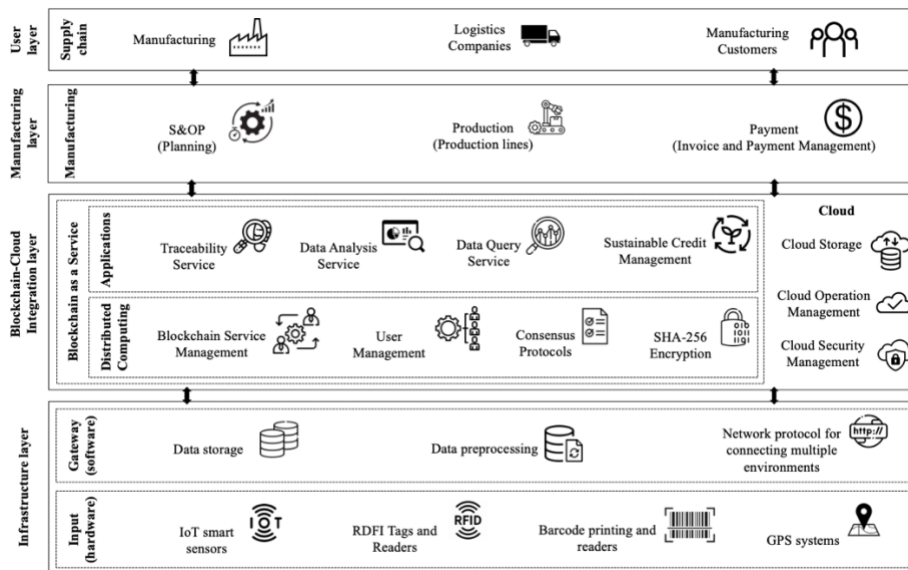 User
layer
Supply
chain
Manufacturing
Logistics
Companies
Manufacturing
Customers
Manufacturing
layer
Manufacturing
S&OP
(Planning)
Production
(Production lines)
$
Payment
(Invoice and Payment Management)
Blockchain-Cloud
Integration layer
Blockchain as a Service
Applications
Traceability
Service
Data Analysis
Service
Data Query
Service
Sustainable Credit
Management
Distributed
Computing
Blockchain Service
Management
User
Management
Consensus
Protocols
SHA-256
Encryption
010
1011
1101
Cloud
Cloud Storage
Cloud Operation
Management
Cloud Security
Management
Infrastructure layer
Gateway
(software)
Data storage
Data preprocessing
Network protocol for
connecting multiple
environments
http://
Input
(hardware)
IoT smart
sensors
IOT
RDFI Tags and
Readers
RFID
Barcode printing and
readers
GPS systems